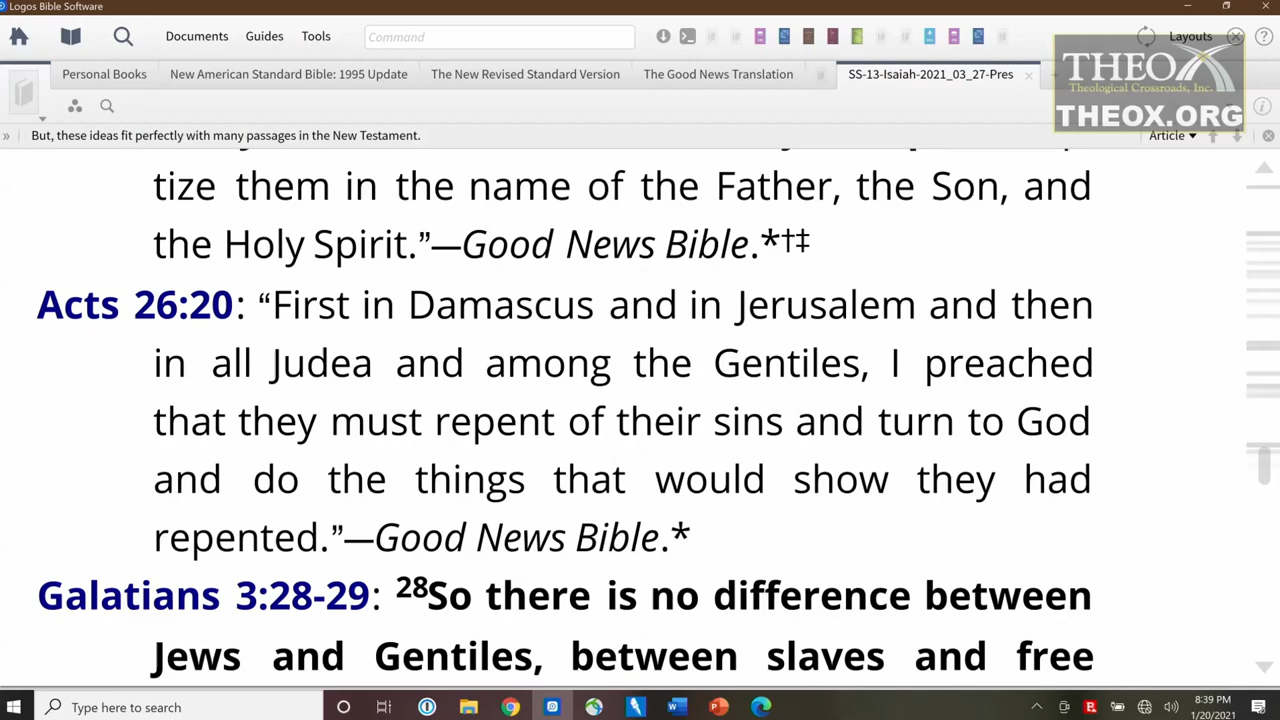 Logos Bible Software
Documents Guides Tools Command Layouts
Personal Books New American Standard Bible: 1995 Update The New Revised Standard Version The Good News Translation SS-13-Isaiah-2021_03_27-Pres
THEOX
Theological Crossroads, Inc.
THEOX.ORG
But, these ideas fit perfectly with many passages in the New Testament. Article
tize them in the name of the Father, the Son, and
the Holy Spirit.”—Good News Bible.*†‡
Acts 26:20: “First in Damascus and in Jerusalem and then
in all Judea and among the Gentiles, I preached
that they must repent of their sins and turn to God
and do the things that would show they had
repented.”—Good News Bible.*
Galatians 3:28-29: 28So there is no difference between
Jews and Gentiles, between slaves and free
Type here to search
8:39 PM
1/20/2021